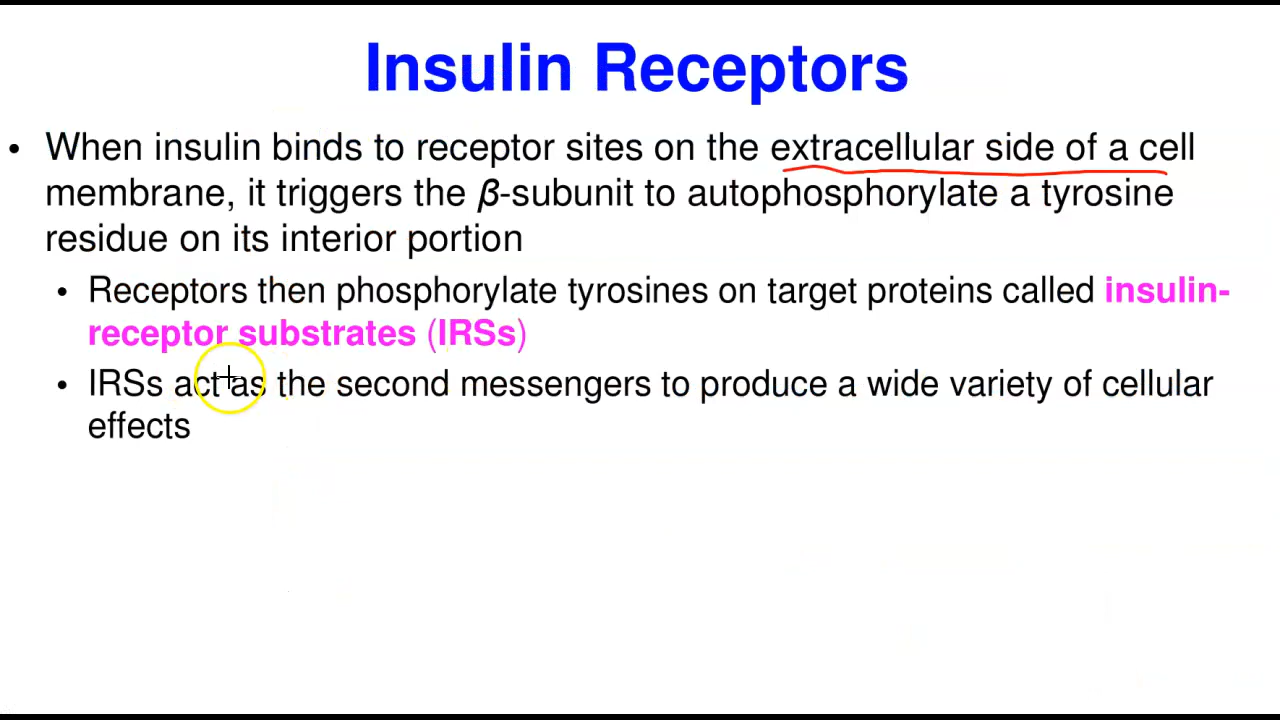 Insulin Receptors
• When insulin binds to receptor sites on the extracellular side of a cell
membrane, it triggers the β-subunit to autophosphorylate a tyrosine
residue on its interior portion
• Receptors then phosphorylate tyrosines on target proteins called insulin-
receptor substrates (IRSs)
• IRSs act as the second messengers to produce a wide variety of cellular
effects